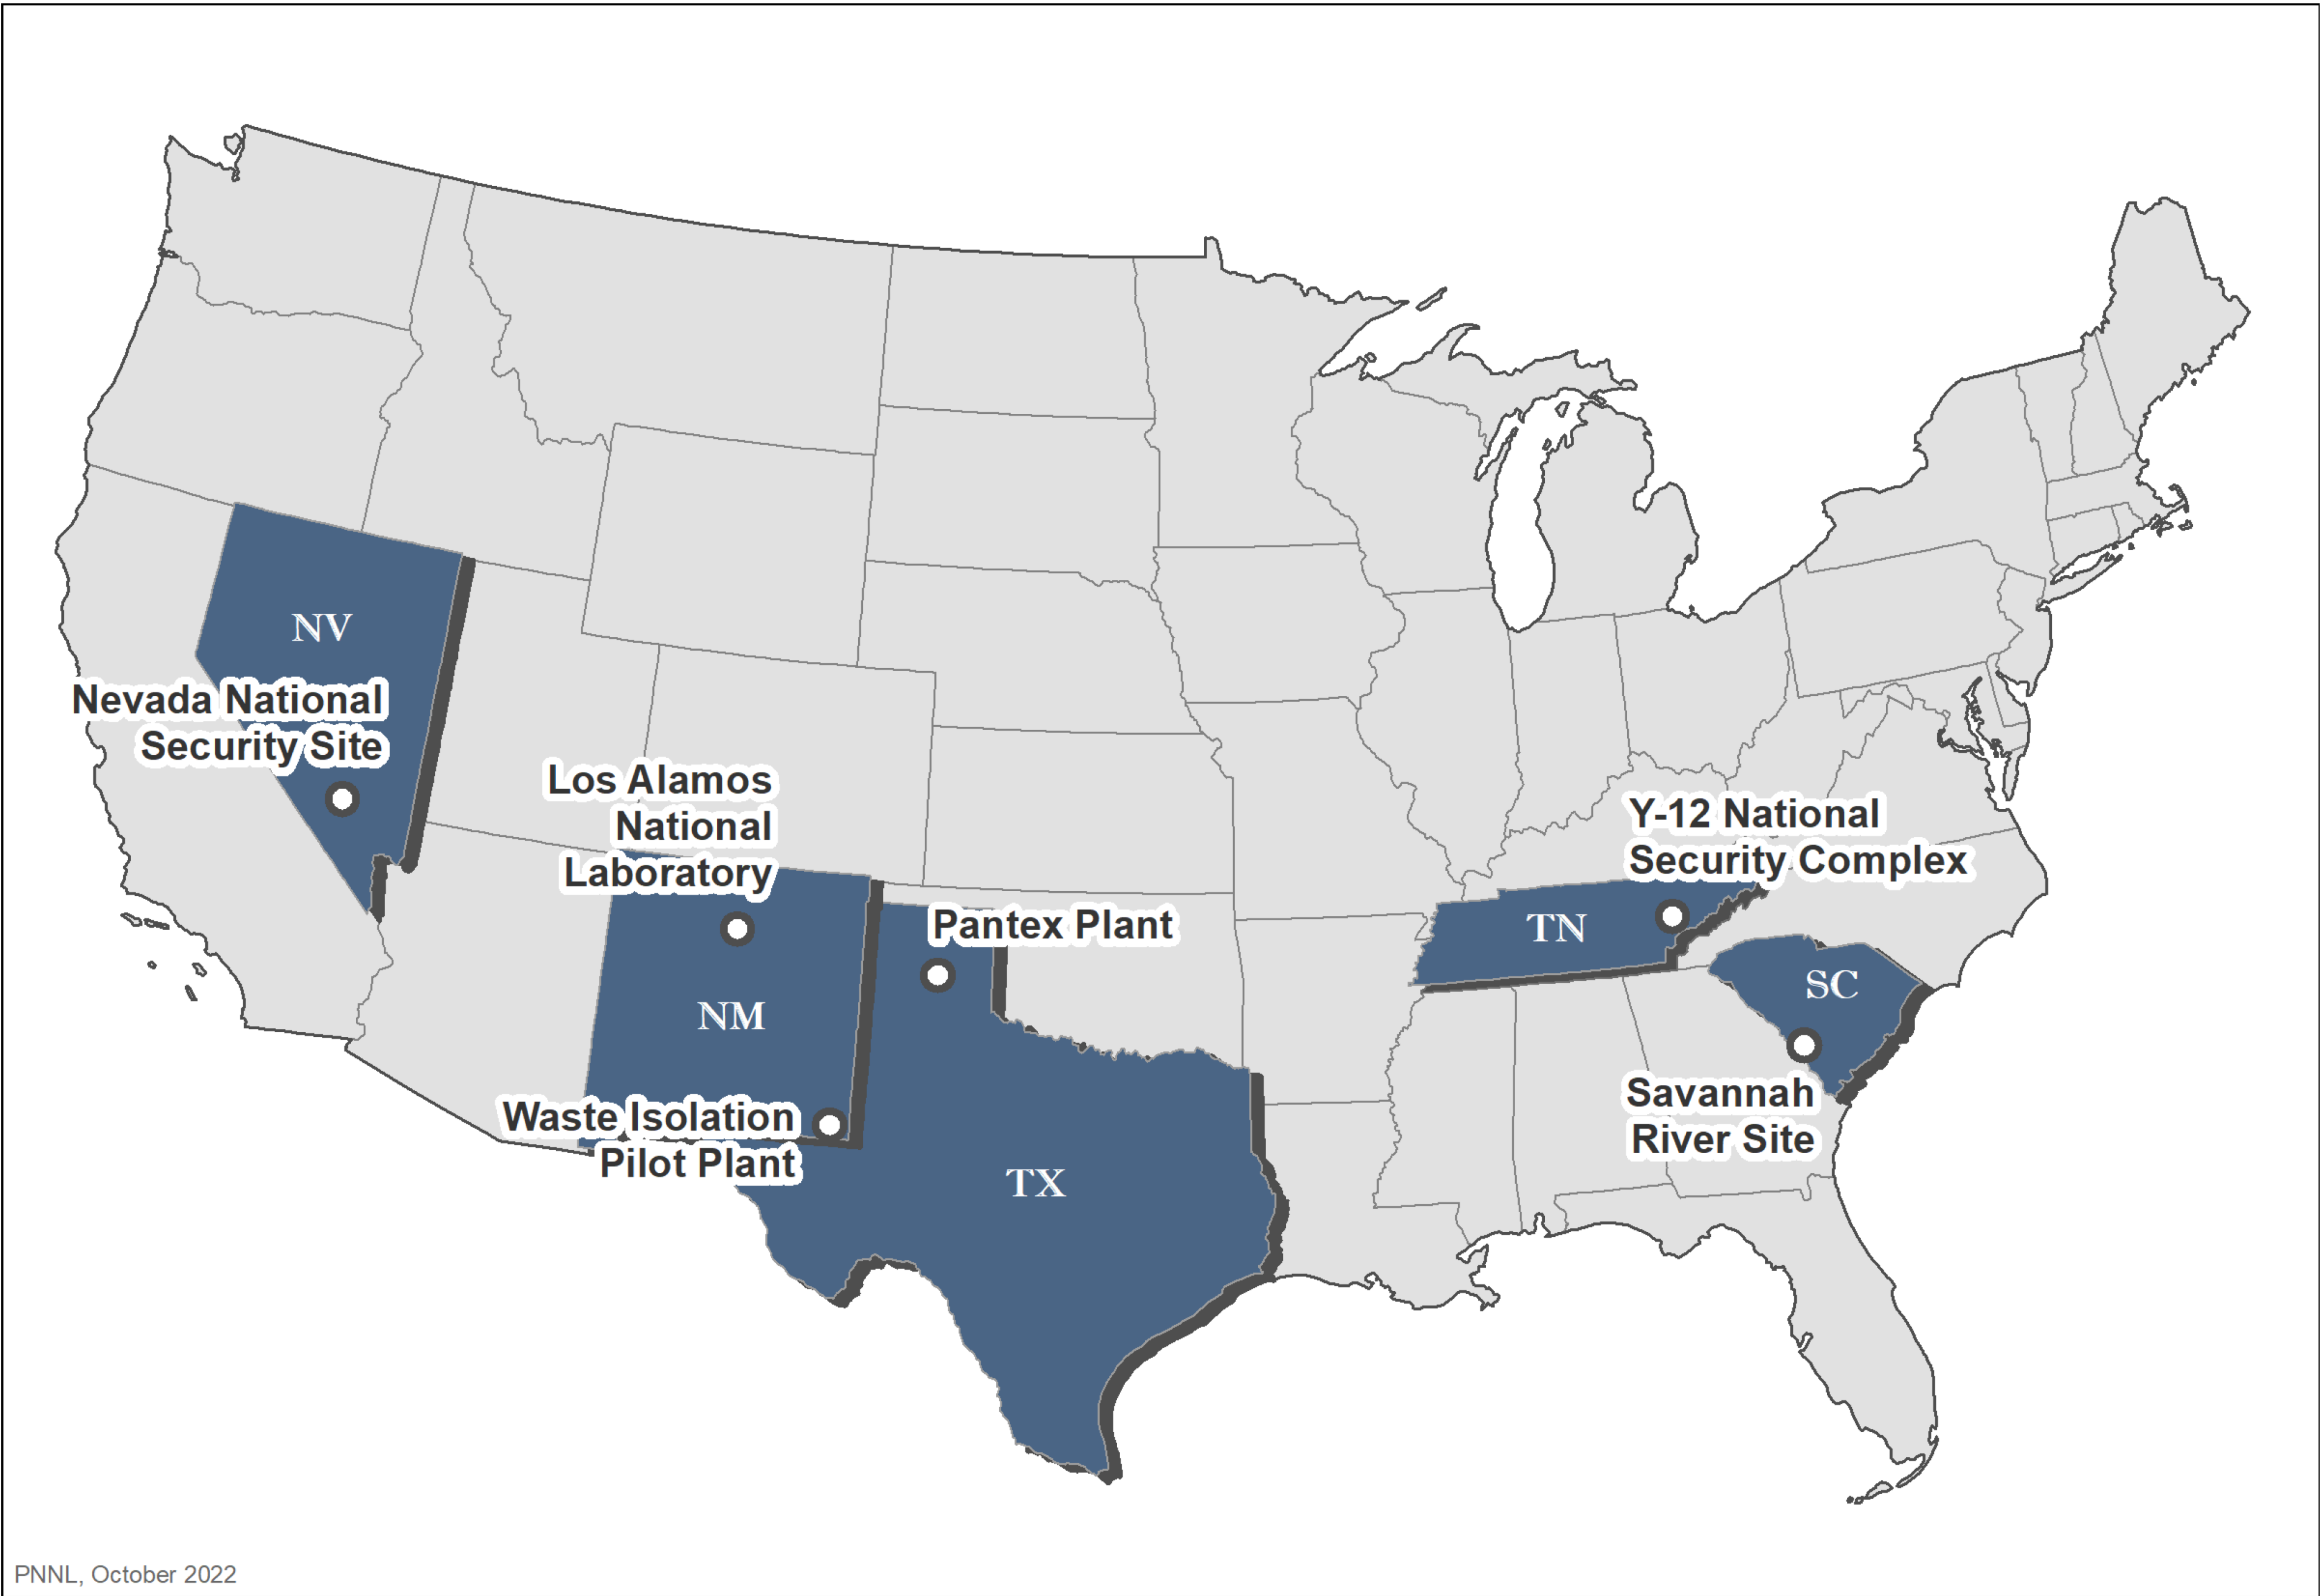 NV
Nevada National
Security Site
Los Alamos
National
Laboratory
Y-12 National
Security Complex
Pantex Plant
TN
SC
NM
Savannah
River Site
Waste Isolation
Pilot Plant
TX
PNNL, October 2022